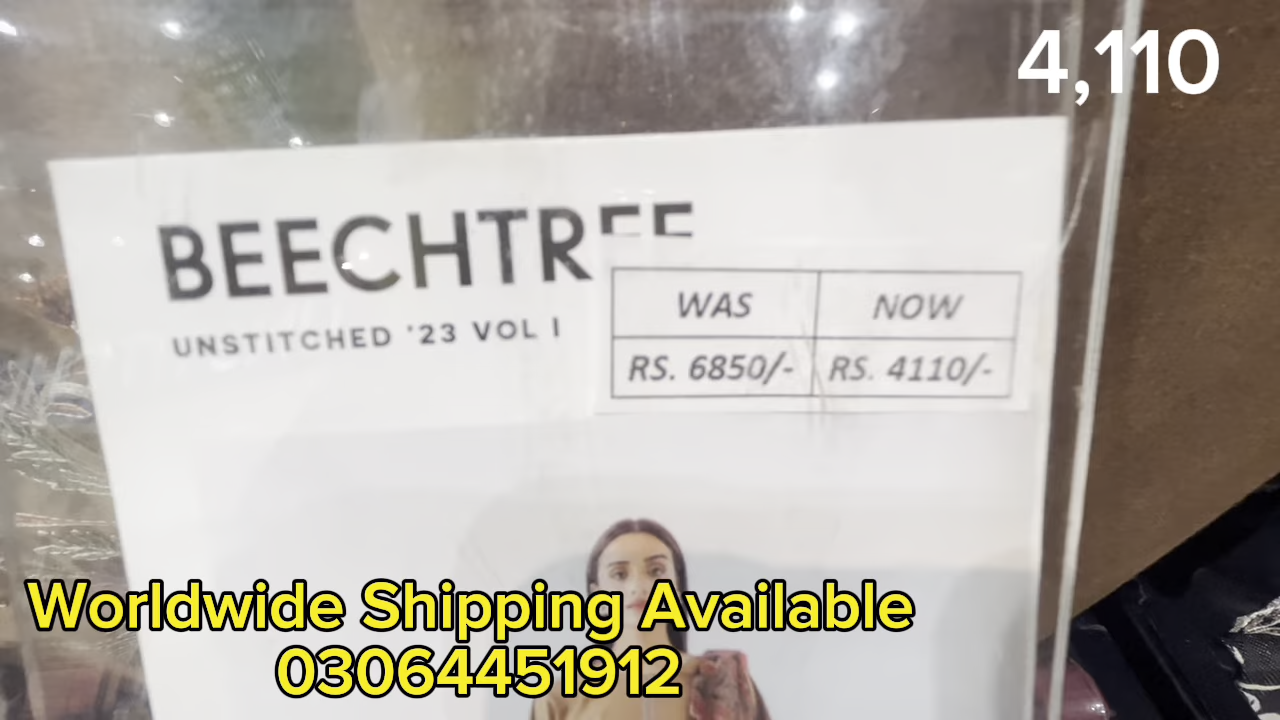 4,110
BEECHTREE
UNSTITCHED '23 VOL I
WAS NOW
RS. 6850/- RS. 4110/-
Worldwide Shipping Available
03064451912